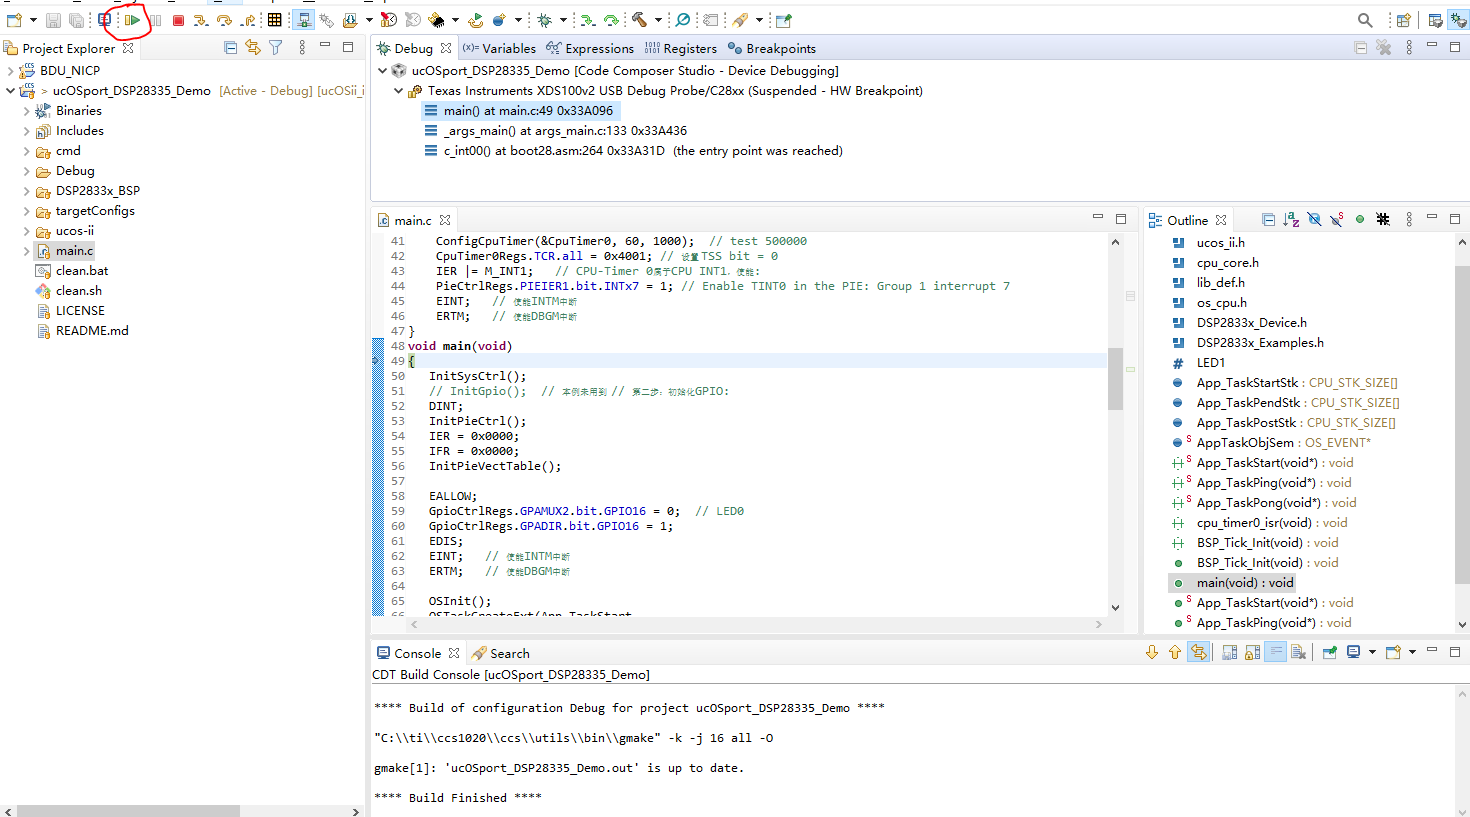 Project Explorer
BDU_NICP
> ucOSport_DSP28335_Demo [Active - Debug] [ucOSii_i
Binaries
Includes
cmd
Debug
DSP2833x_BSP
targetConfigs
ucos-ii
main.c
clean.bat
clean.sh
LICENSE
README.md
Debug
(x)= Variables
Expressions
1010 0101 Registers
Breakpoints
ucOSport_DSP28335_Demo [Code Composer Studio - Device Debugging]
Texas Instruments XDS100v2 USB Debug Probe/C28xx (Suspended - HW Breakpoint)
main() at main.c:49 0x33A096
_args_main() at args_main.c:133 0x33A436
c_int00() at boot28.asm:264 0x33A31D (the entry point was reached)
main.c
41 ConfigCpuTimer(&CpuTimer0, 60, 1000); // test 500000
42 CpuTimer0Regs.TCR.all = 0x4001; // 设置TSS bit = 0
43 IER |= M_INT1; // CPU-Timer 0属于CPU INT1，使能:
44 PieCtrlRegs.PIEIER1.bit.INTx7 = 1; // Enable TINT0 in the PIE: Group 1 interrupt 7
45 EINT; // 使能INTM中断
46 ERTM; // 使能DBGM中断
47 }
48 void main(void)
49 {
50 InitSysCtrl();
51 // InitGpio(); // 本例未用到 // 第二步：初始化GPIO:
52 DINT;
53 InitPieCtrl();
54 IER = 0x0000;
55 IFR = 0x0000;
56 InitPieVectTable();
57
58 EALLOW;
59 GpioCtrlRegs.GPAMUX2.bit.GPIO16 = 0; // LED0
60 GpioCtrlRegs.GPADIR.bit.GPIO16 = 1;
61 EDIS;
62 EINT; // 使能INTM中断
63 ERTM; // 使能DBGM中断
64
65 OSInit();
66 OSTaskCreateExt(App_TaskStart,
Outline
ucos_ii.h
cpu_core.h
lib_def.h
os_cpu.h
DSP2833x_Device.h
DSP2833x_Examples.h
# LED1
App_TaskStartStk : CPU_STK_SIZE[]
App_TaskPendStk : CPU_STK_SIZE[]
App_TaskPostStk : CPU_STK_SIZE[]
S AppTaskObjSem : OS_EVENT*
S App_TaskStart(void*) : void
S App_TaskPing(void*) : void
S App_TaskPong(void*) : void
cpu_timer0_isr(void) : void
BSP_Tick_Init(void) : void
BSP_Tick_Init(void) : void
main(void) : void
S App_TaskStart(void*) : void
S App_TaskPing(void*) : void
Console
Search
CDT Build Console [ucOSport_DSP28335_Demo]
**** Build of configuration Debug for project ucOSport_DSP28335_Demo ****
"C:\\ti\\ccs1020\\ccs\\utils\\bin\\gmake" -k -j 16 all -O
gmake[1]: 'ucOSport_DSP28335_Demo.out' is up to date.
**** Build Finished ****